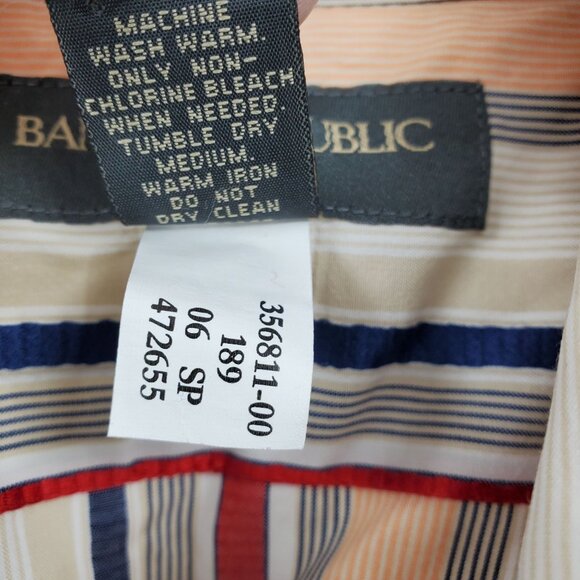 MACHINE
WASH WARM.
ONLY NON-
CHLORINE BLEACH
WHEN NEEDED.
TUMBLE DRY
MEDIUM.
WARM IRON
DO NOT
DRY CLEAN
BA
UBLIC
356811-00
189
06 SP
472655